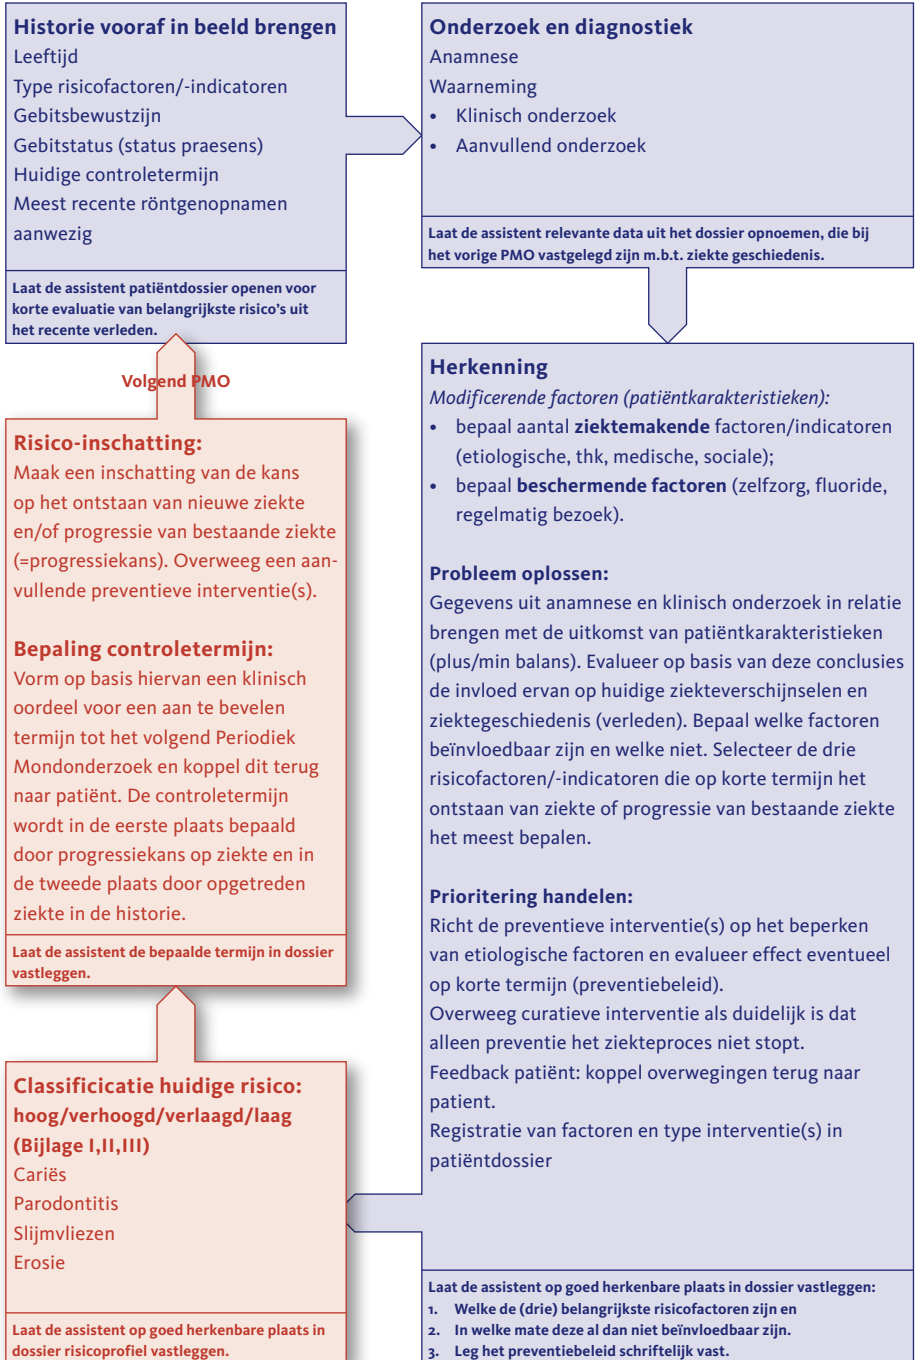 Historie vooraf in beeld brengen
Leeftijd
Type risicofactoren/-indicatoren
Gebitsbewustzijn
Gebitstatus (status praesens)
Huidige controletermijn
Meest recente röntgenopnamen
aanwezig
Laat de assistent patiëntdossier openen voor
korte evaluatie van belangrijkste risico's uit
het recente verleden.
Onderzoek en diagnostiek
Anamnese
Waarneming
• Klinisch onderzoek
• Aanvullend onderzoek
Laat de assistent relevante data uit het dossier opnoemen, die bij
het vorige PMO vastgelegd zijn m.b.t. ziekte geschiedenis.
Herkenning
Modificerende factoren (patiëntkarakteristieken):
• bepaal aantal ziektemakende factoren/indicatoren
(etiologische, thk, medische, sociale);
• bepaal beschermende factoren (zelfzorg, fluoride,
regelmatig bezoek).
Probleem oplossen:
Gegevens uit anamnese en klinisch onderzoek in relatie
brengen met de uitkomst van patiëntkarakteristieken
(plus/min balans). Evalueer op basis van deze conclusies
de invloed ervan op huidige ziekteverschijnselen en
ziektegeschiedenis (verleden). Bepaal welke factoren
beïnvloedbaar zijn en welke niet. Selecteer de drie
risicofactoren/-indicatoren die op korte termijn het
ontstaan van ziekte of progressie van bestaande ziekte
het meest bepalen.
Prioritering handelen:
Richt de preventieve interventie(s) op het beperken
van etiologische factoren en evalueer effect eventueel
op korte termijn (preventiebeleid).
Overweeg curatieve interventie als duidelijk is dat
alleen preventie het ziekteproces niet stopt.
Feedback patiënt: koppel overwegingen terug naar
patient.
Registratie van factoren en type interventie(s) in
patiëntdossier
Laat de assistent op goed herkenbare plaats in dossier vastleggen:
1. Welke de (drie) belangrijkste risicofactoren zijn en
2. In welke mate deze al dan niet beïnvloedbaar zijn.
3. Leg het preventiebeleid schriftelijk vast.
Classificicatie huidige risico:
hoog/verhoogd/verlaagd/laag
(Bijlage I,II,III)
Cariës
Parodontitis
Slijmvliezen
Erosie
Laat de assistent op goed herkenbare plaats in
dossier risicoprofiel vastleggen.
Risico-inschatting:
Maak een inschatting van de kans
op het ontstaan van nieuwe ziekte
en/of progressie van bestaande ziekte
(=progressiekans). Overweeg een aan-
vullende preventieve interventie(s).
Bepaling controletermijn:
Vorm op basis hiervan een klinisch
oordeel voor een aan te bevelen
termijn tot het volgend Periodiek
Mondonderzoek en koppel dit terug
naar patiënt. De controletermijn
wordt in de eerste plaats bepaald
door progressiekans op ziekte en in
de tweede plaats door opgetreden
ziekte in de historie.
Laat de assistent de bepaalde termijn in dossier
vastleggen.
Volgend PMO